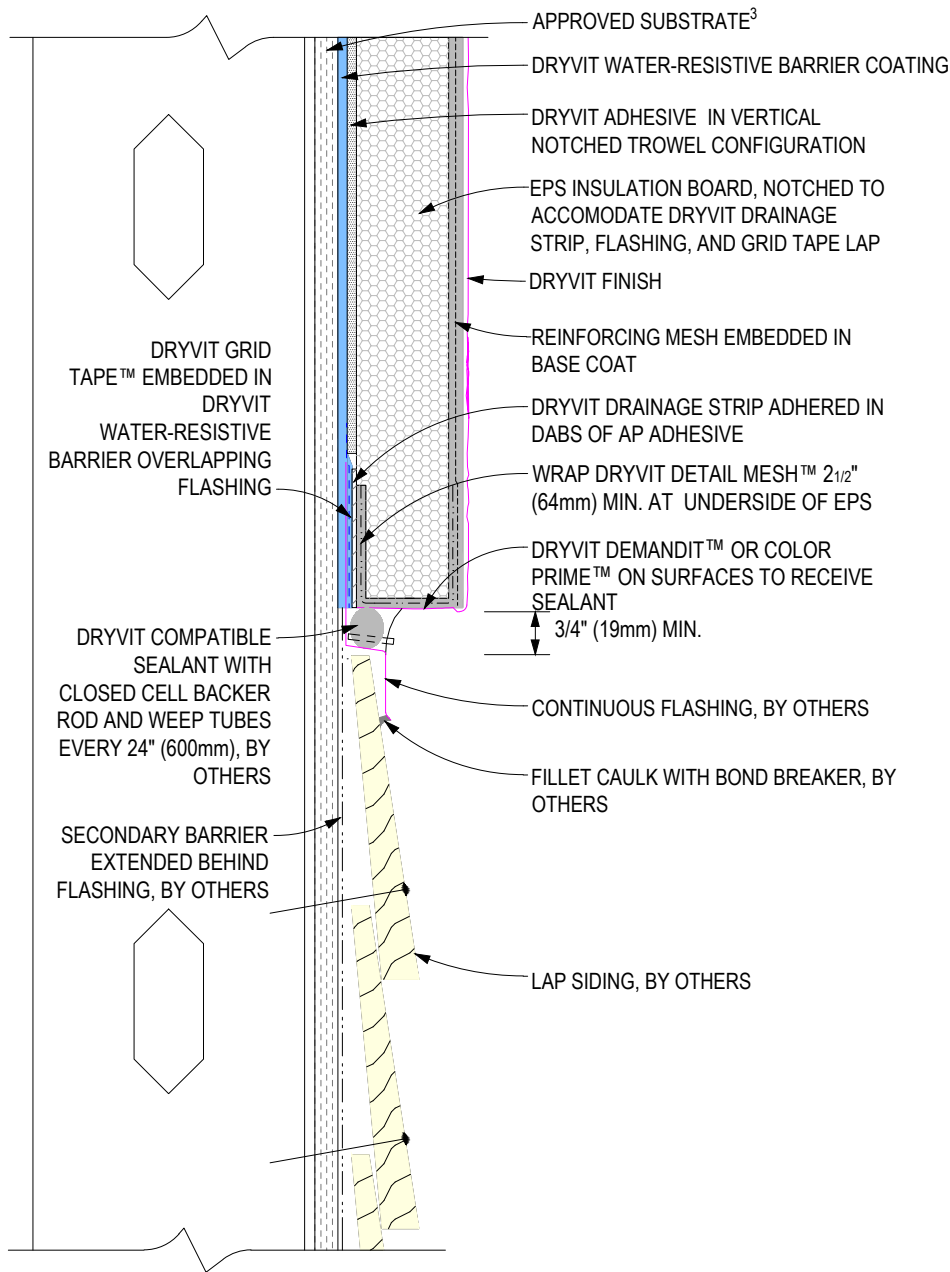 APPROVED SUBSTRATE³
DRYVIT WATER-RESISTIVE BARRIER COATING
DRYVIT ADHESIVE IN VERTICAL
NOTCHED TROWEL CONFIGURATION
EPS INSULATION BOARD, NOTCHED TO
ACCOMODATE DRYVIT DRAINAGE
STRIP, FLASHING, AND GRID TAPE LAP
DRYVIT FINISH
REINFORCING MESH EMBEDDED IN
BASE COAT
DRYVIT DRAINAGE STRIP ADHERED IN
DABS OF AP ADHESIVE
WRAP DRYVIT DETAIL MESH™ 2 1/2"
(64mm) MIN. AT UNDERSIDE OF EPS
DRYVIT DEMANDIT™ OR COLOR
PRIME™ ON SURFACES TO RECEIVE
SEALANT
3/4" (19mm) MIN.
CONTINUOUS FLASHING, BY OTHERS
FILLET CAULK WITH BOND BREAKER, BY
OTHERS
LAP SIDING, BY OTHERS
DRYVIT GRID
TAPE™ EMBEDDED IN
DRYVIT
WATER-RESISTIVE
BARRIER OVERLAPPING
FLASHING
DRYVIT COMPATIBLE
SEALANT WITH
CLOSED CELL BACKER
ROD AND WEEP TUBES
EVERY 24" (600mm), BY
OTHERS
SECONDARY BARRIER
EXTENDED BEHIND
FLASHING, BY OTHERS